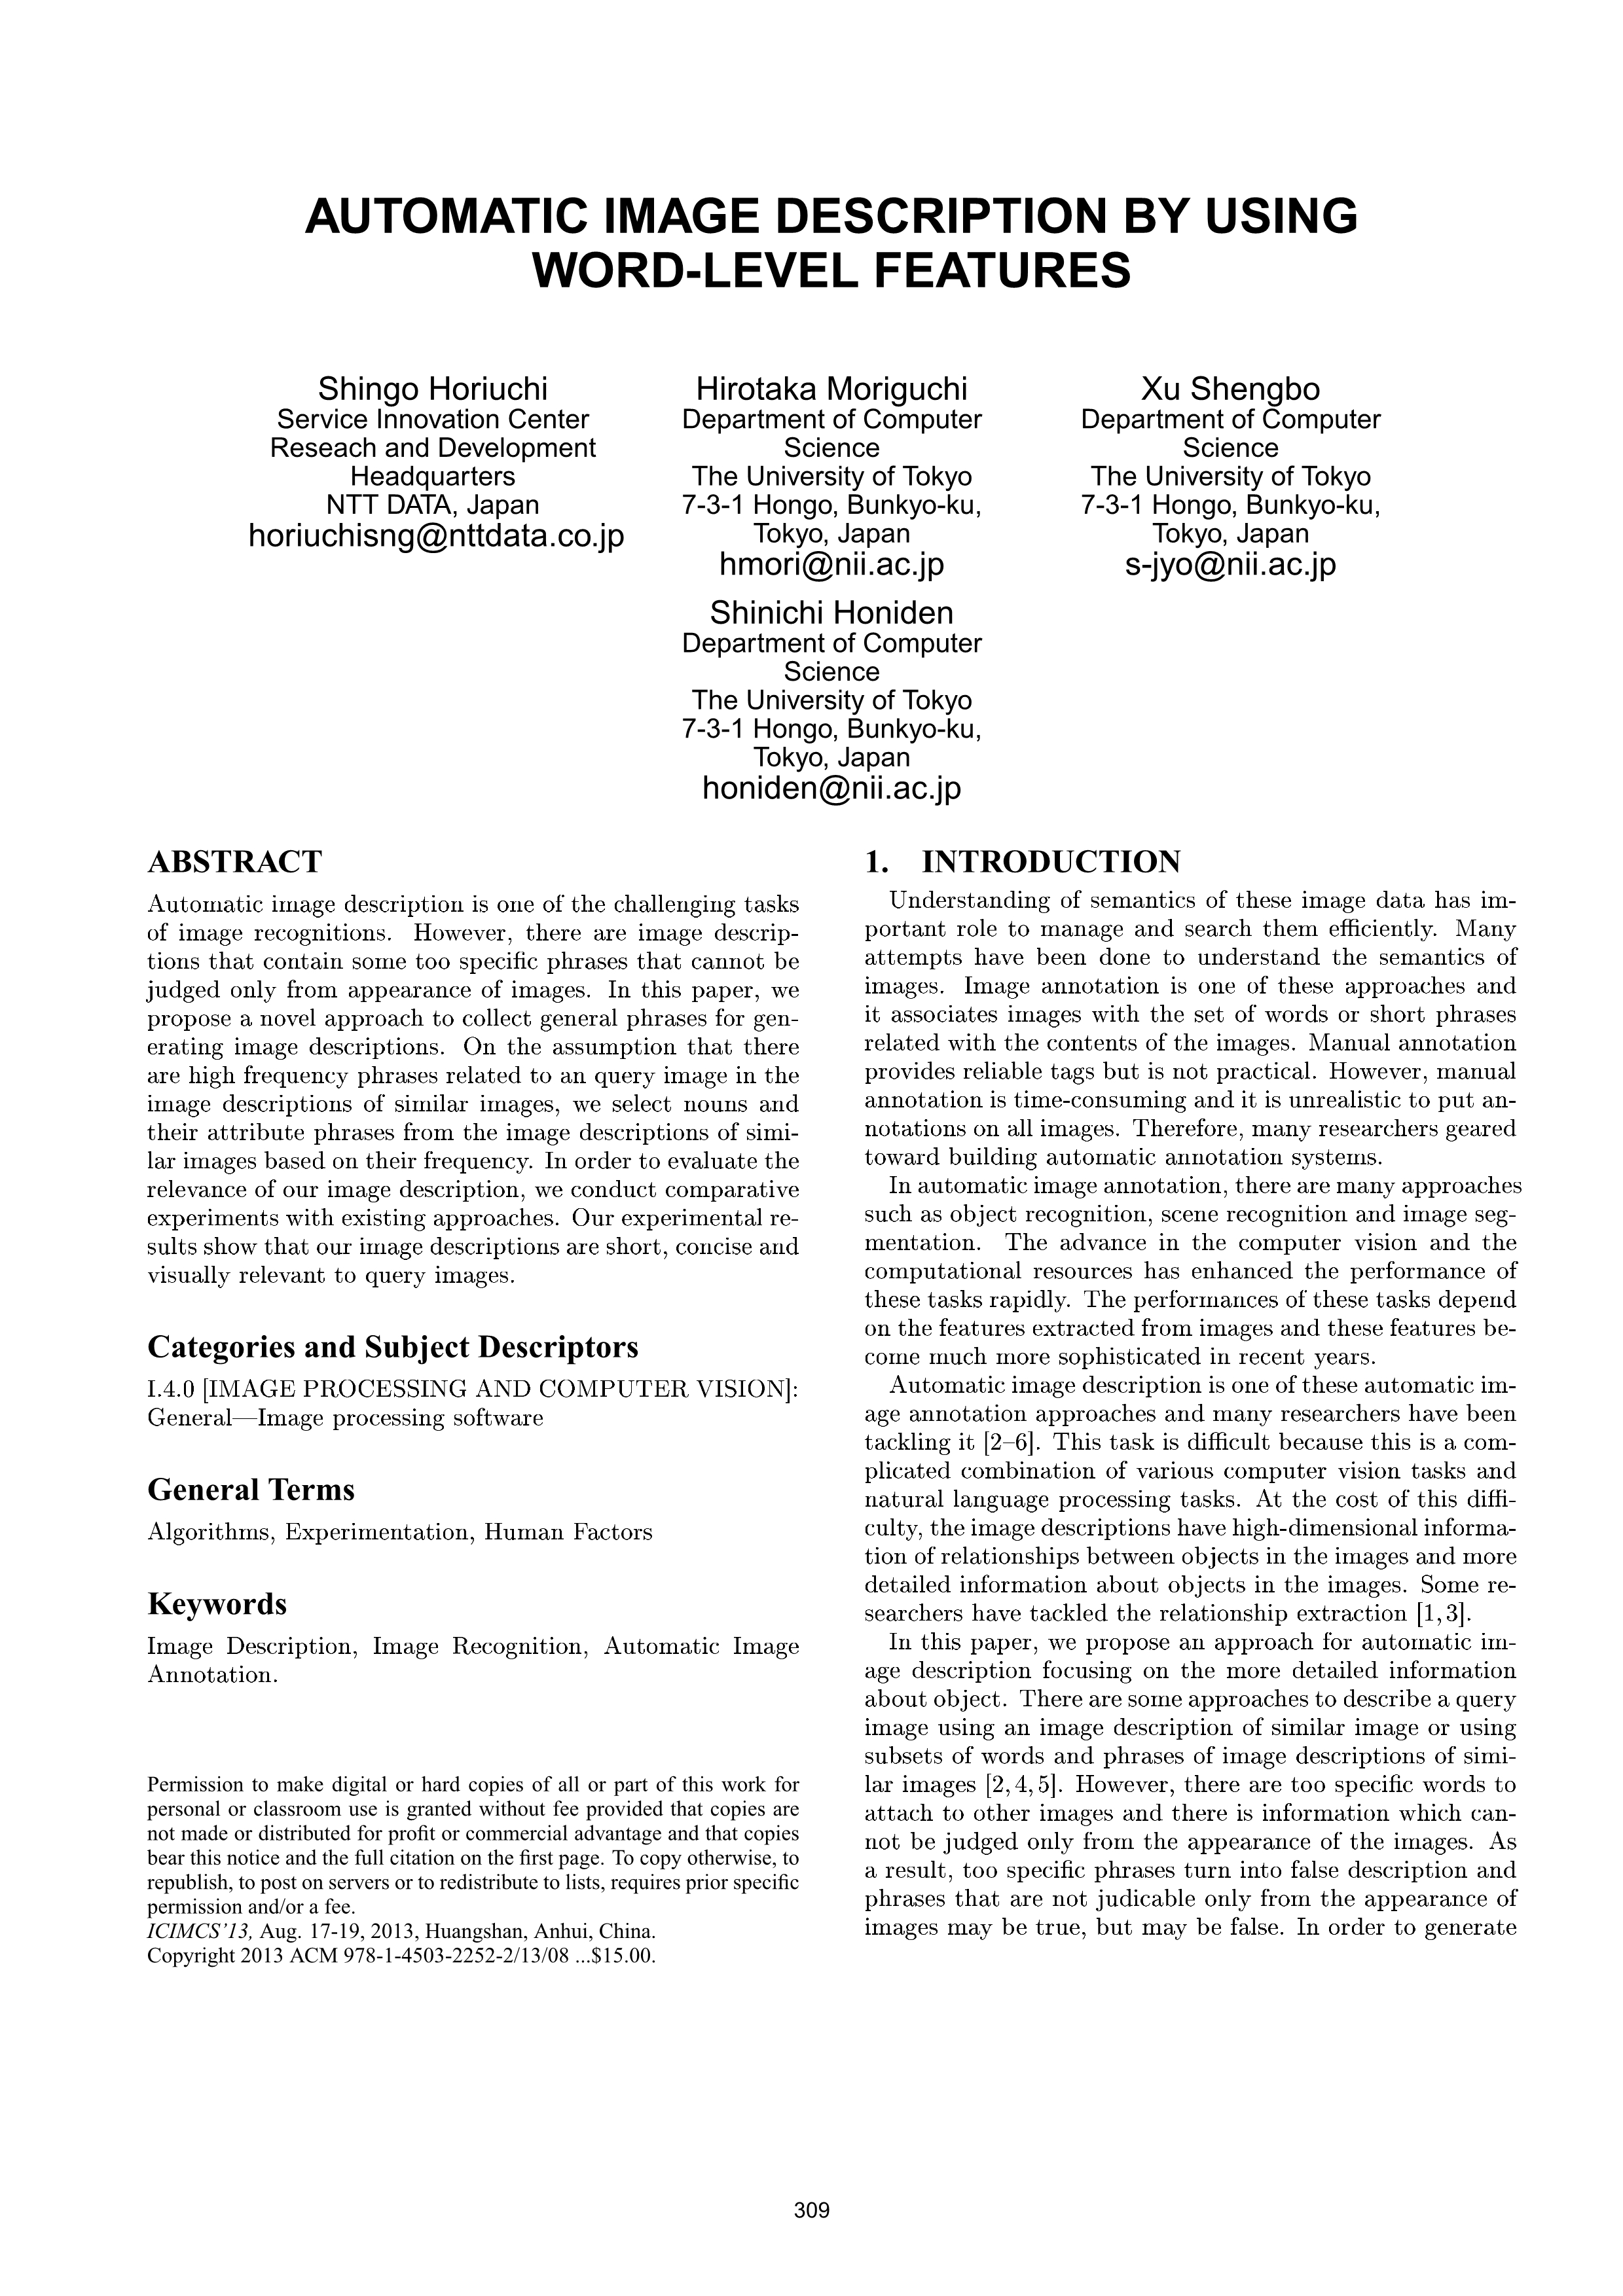 AUTOMATIC IMAGE DESCRIPTION BY USING
WORD-LEVEL FEATURES
Shingo Horiuchi
Service Innovation Center
Reseach and Development
Headquarters
NTT DATA, Japan
horiuchisng@nttdata.co.jp
Hirotaka Moriguchi
Department of Computer
Science
The University of Tokyo
7-3-1 Hongo, Bunkyo-ku,
Tokyo, Japan
hmori@nii.ac.jp
Xu Shengbo
Department of Computer
Science
The University of Tokyo
7-3-1 Hongo, Bunkyo-ku,
Tokyo, Japan
s-jyo@nii.ac.jp
Shinichi Honiden
Department of Computer
Science
The University of Tokyo
7-3-1 Hongo, Bunkyo-ku,
Tokyo, Japan
honiden@nii.ac.jp
ABSTRACT
Automatic image description is one of the challenging tasks
of image recognitions. However, there are image descrip-
tions that contain some too specific phrases that cannot be
judged only from appearance of images. In this paper, we
propose a novel approach to collect general phrases for gen-
erating image descriptions. On the assumption that there
are high frequency phrases related to an query image in the
image descriptions of similar images, we select nouns and
their attribute phrases from the image descriptions of simi-
lar images based on their frequency. In order to evaluate the
relevance of our image description, we conduct comparative
experiments with existing approaches. Our experimental re-
sults show that our image descriptions are short, concise and
visually relevant to query images.
Categories and Subject Descriptors
I.4.0 [IMAGE PROCESSING AND COMPUTER VISION]:
General—Image processing software
General Terms
Algorithms, Experimentation, Human Factors
Keywords
Image Description, Image Recognition, Automatic Image
Annotation.
Permission to make digital or hard copies of all or part of this work for
personal or classroom use is granted without fee provided that copies are
not made or distributed for profit or commercial advantage and that copies
bear this notice and the full citation on the first page. To copy otherwise, to
republish, to post on servers or to redistribute to lists, requires prior specific
permission and/or a fee.
ICIMCS'13, Aug. 17-19, 2013, Huangshan, Anhui, China.
Copyright 2013 ACM 978-1-4503-2252-2/13/08 ...$15.00.
1. INTRODUCTION
Understanding of semantics of these image data has im-
portant role to manage and search them efficiently. Many
attempts have been done to understand the semantics of
images. Image annotation is one of these approaches and
it associates images with the set of words or short phrases
related with the contents of the images. Manual annotation
provides reliable tags but is not practical. However, manual
annotation is time-consuming and it is unrealistic to put an-
notations on all images. Therefore, many researchers geared
toward building automatic annotation systems.
In automatic image annotation, there are many approaches
such as object recognition, scene recognition and image seg-
mentation. The advance in the computer vision and the
computational resources has enhanced the performance of
these tasks rapidly. The performances of these tasks depend
on the features extracted from images and these features be-
come much more sophisticated in recent years.
Automatic image description is one of these automatic im-
age annotation approaches and many researchers have been
tackling it [2–6]. This task is difficult because this is a com-
plicated combination of various computer vision tasks and
natural language processing tasks. At the cost of this diffi-
culty, the image descriptions have high-dimensional informa-
tion of relationships between objects in the images and more
detailed information about objects in the images. Some re-
searchers have tackled the relationship extraction [1,3].
In this paper, we propose an approach for automatic im-
age description focusing on the more detailed information
about object. There are some approaches to describe a query
image using an image description of similar image or using
subsets of words and phrases of image descriptions of simi-
lar images [2,4,5]. However, there are too specific words to
attach to other images and there is information which can-
not be judged only from the appearance of the images. As
a result, too specific phrases turn into false description and
phrases that are not judicable only from the appearance of
images may be true, but may be false. In order to generate
309